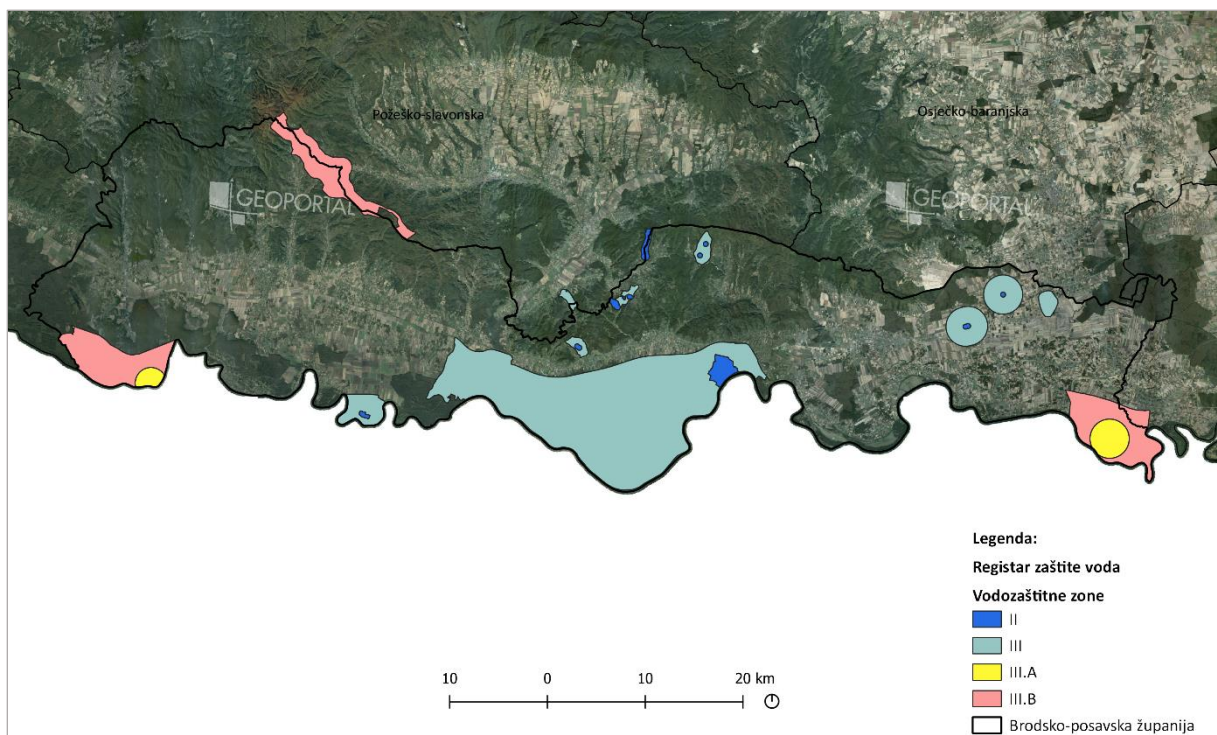 Požeško-slavonska
Osječko-baranjska
GEOPORTAL
GEOPORTAL
Legenda:
Registar zaštite voda
Vodozaštitne zone
II
III
III.A
III.B
Brodsko-posavska županija
10 0 10 20 km